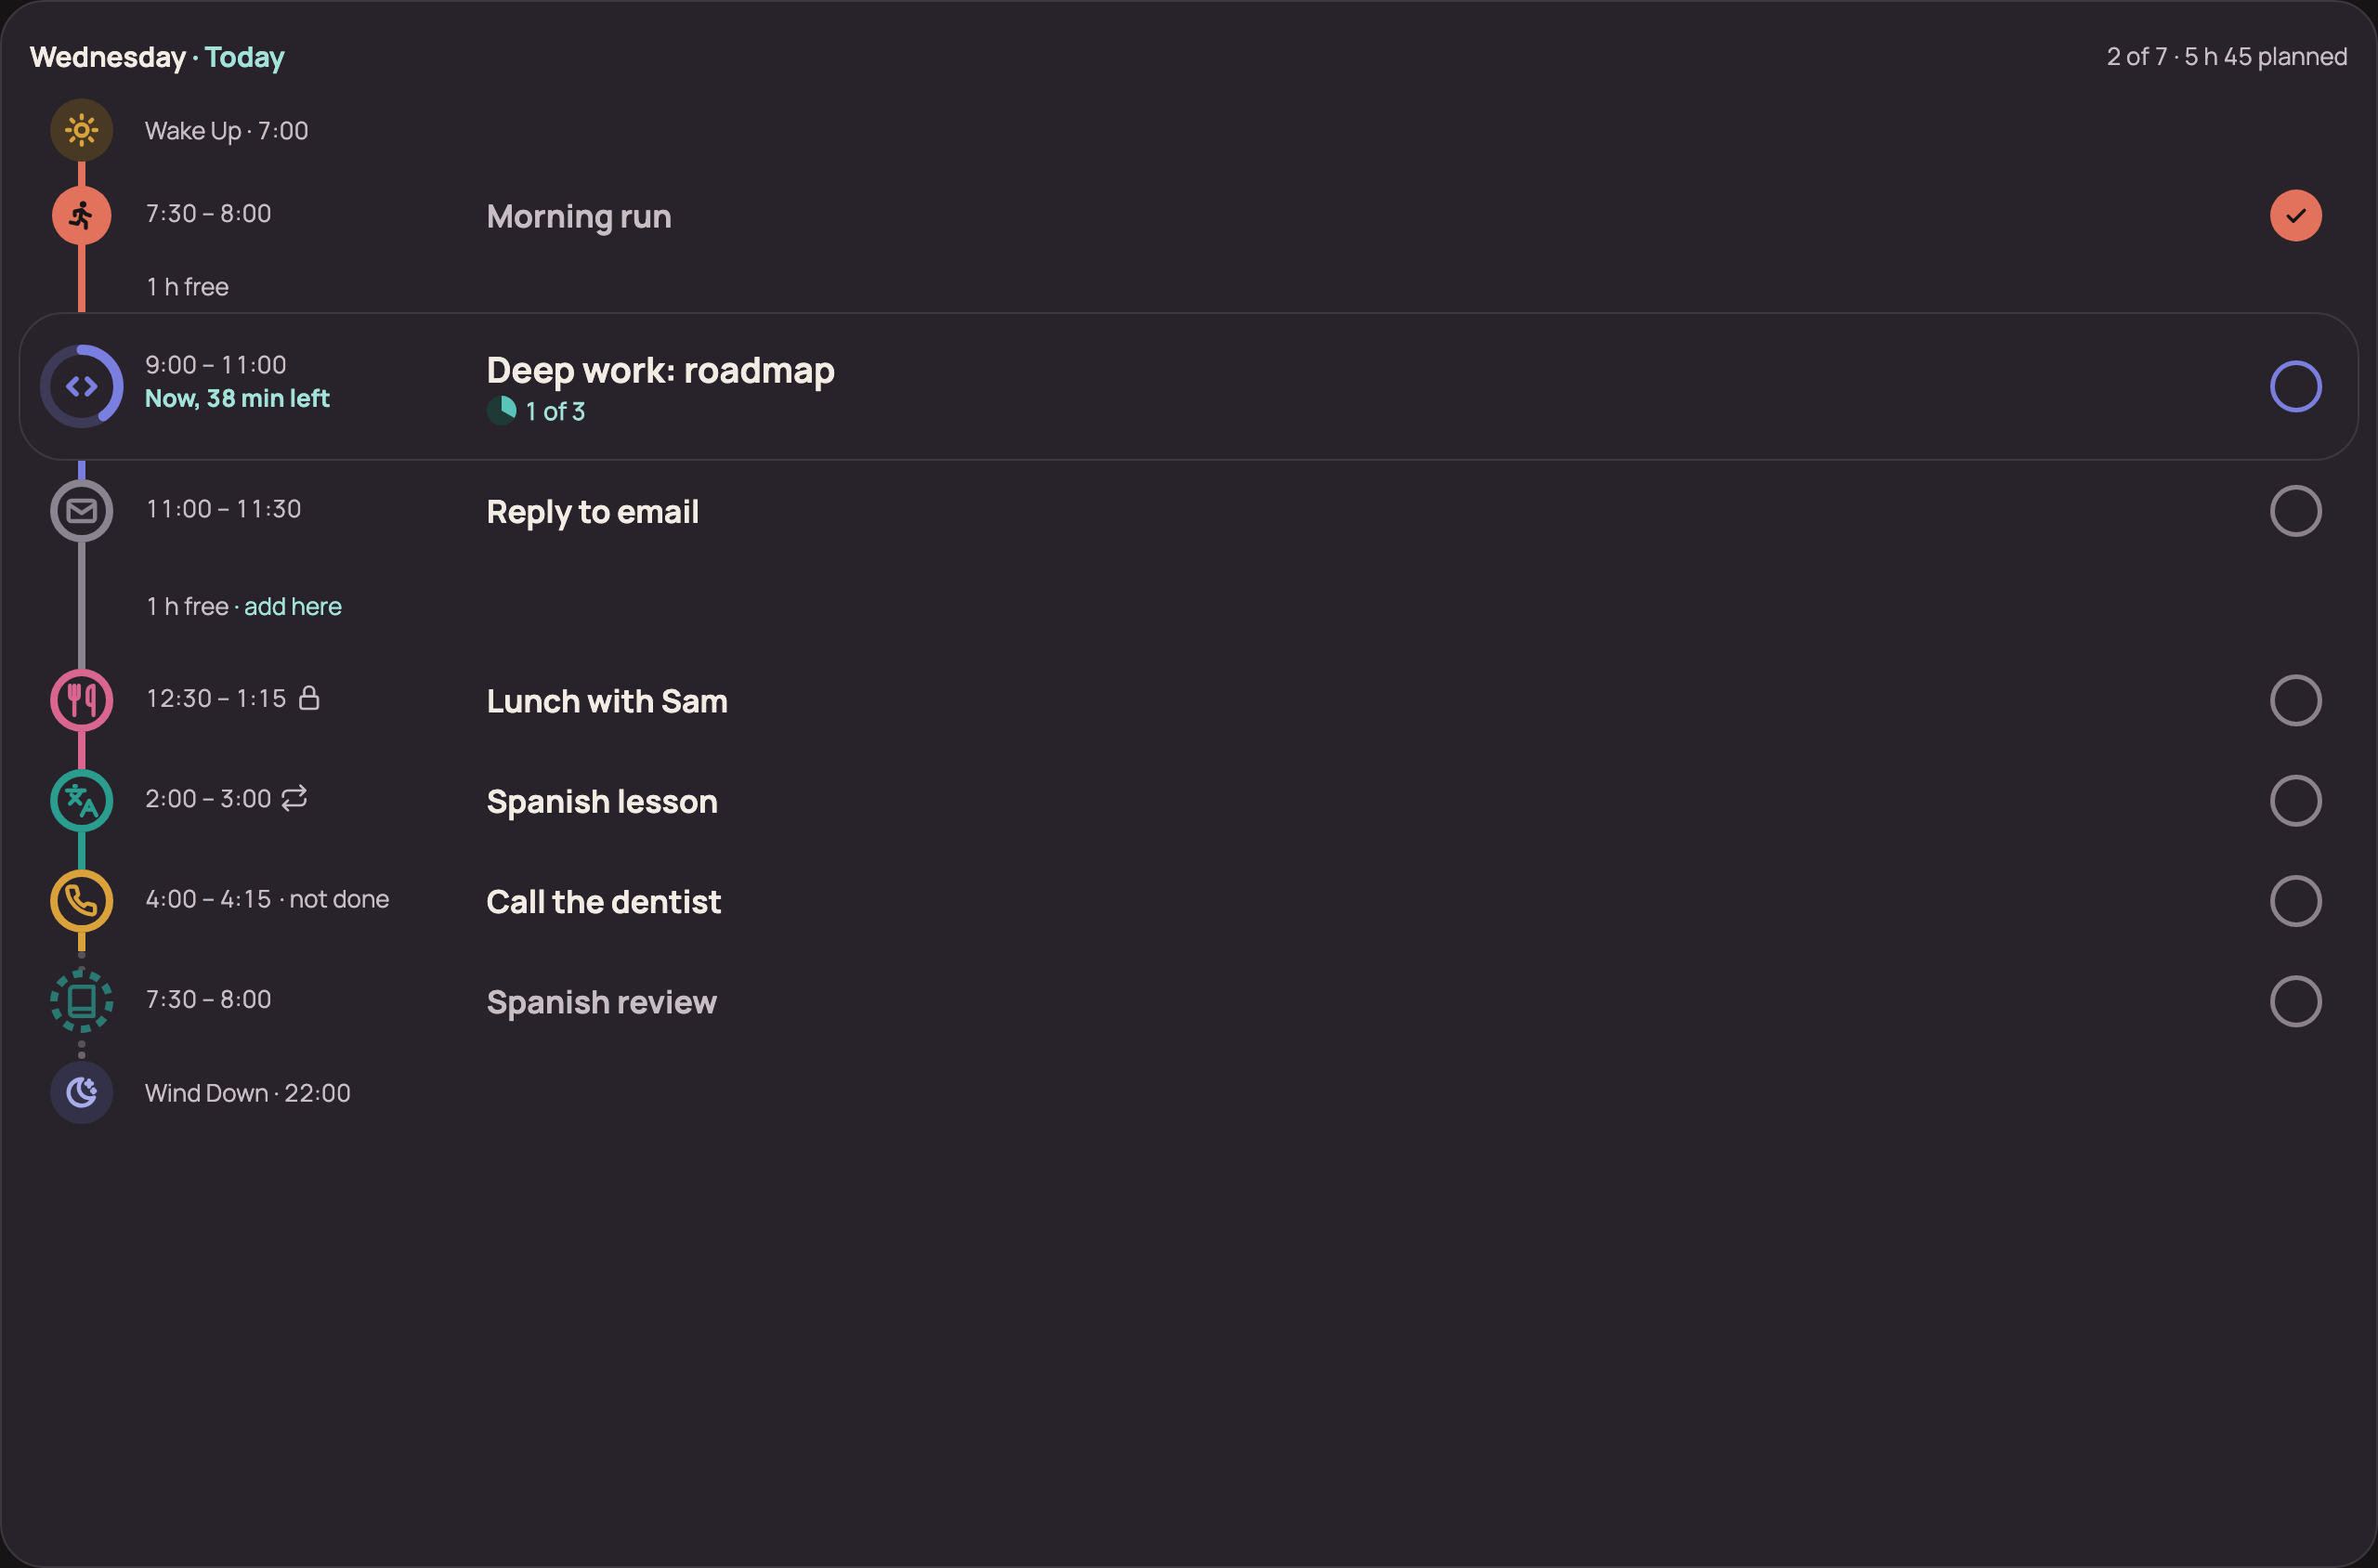 Wednesday · Today
2 of 7 · 5 h 45 planned
Wake Up · 7:00
7:30 – 8:00
Morning run
1 h free
9:00 – 11:00
Now, 38 min left
Deep work: roadmap
1 of 3
11:00 – 11:30
Reply to email
1 h free · add here
12:30 – 1:15
Lunch with Sam
2:00 – 3:00
Spanish lesson
4:00 – 4:15 · not done
Call the dentist
7:30 – 8:00
Spanish review
Wind Down · 22:00